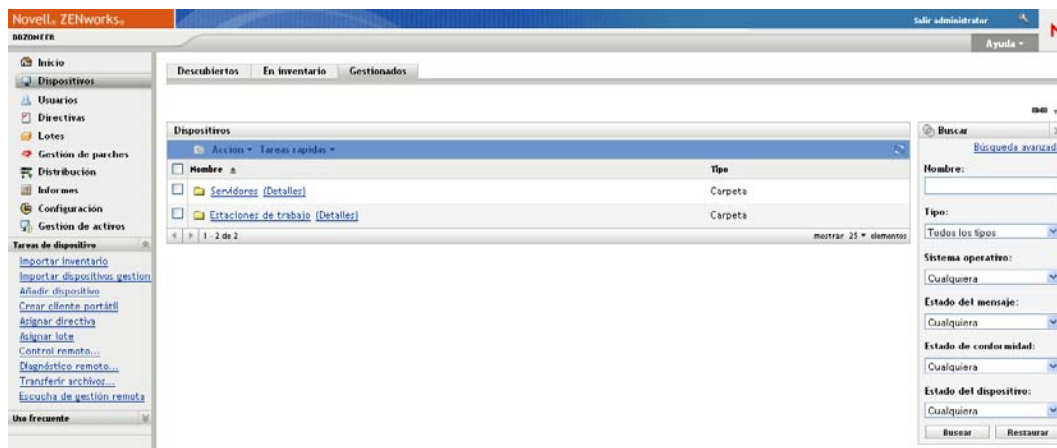 Novell. ZENworks.
Salir administrator
Ayuda
Inicio
Dispositivos
Usuarios
Directivas
Lotes
Gestión de parches
Distribución
Informes
Configuración
Gestión de activos
Tareas de dispositivo
Importar inventario
Importar dispositivos gestion
Añadir dispositivo
Crear cliente portátil
Asignar directiva
Asignar lote
Control remoto...
Diagnóstico remoto...
Transferir archivos...
Escucha de gestión remota
Uso frecuente
Descubiertos En inventario Gestionados
Dispositivos
Acción Tareas rápidas
Nombre Tipo
Servidores (Detalles) Carpeta
Estaciones de trabajo (Detalles) Carpeta
1 - 2 de 2 mostrar 25 elementos
Buscar
Búsqueda avanzad
Nombre:
Tipo:
Todos los tipos
Sistema operativo:
Cualquiera
Estado del mensaje:
Cualquiera
Estado de conformidad:
Cualquiera
Estado del dispositivo:
Cualquiera
Buscar Restaurar